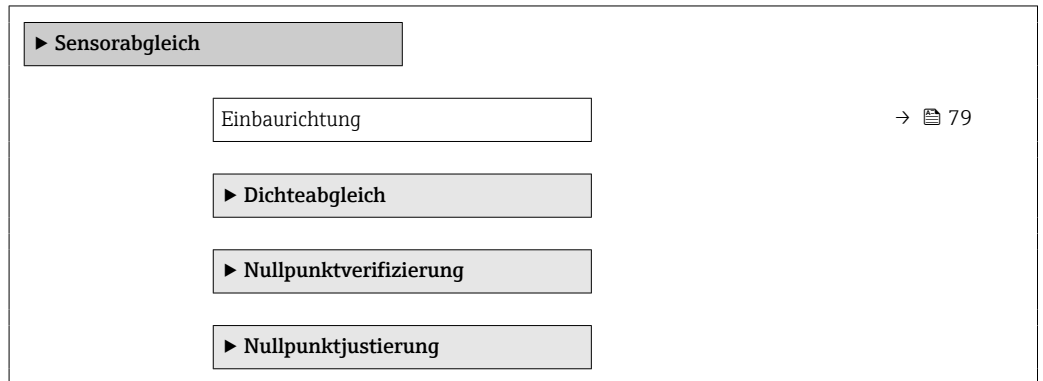 ▶ Sensorabgleich
Einbaurichtung → 79
▶ Dichteabgleich
▶ Nullpunktverifizierung
▶ Nullpunktjustierung